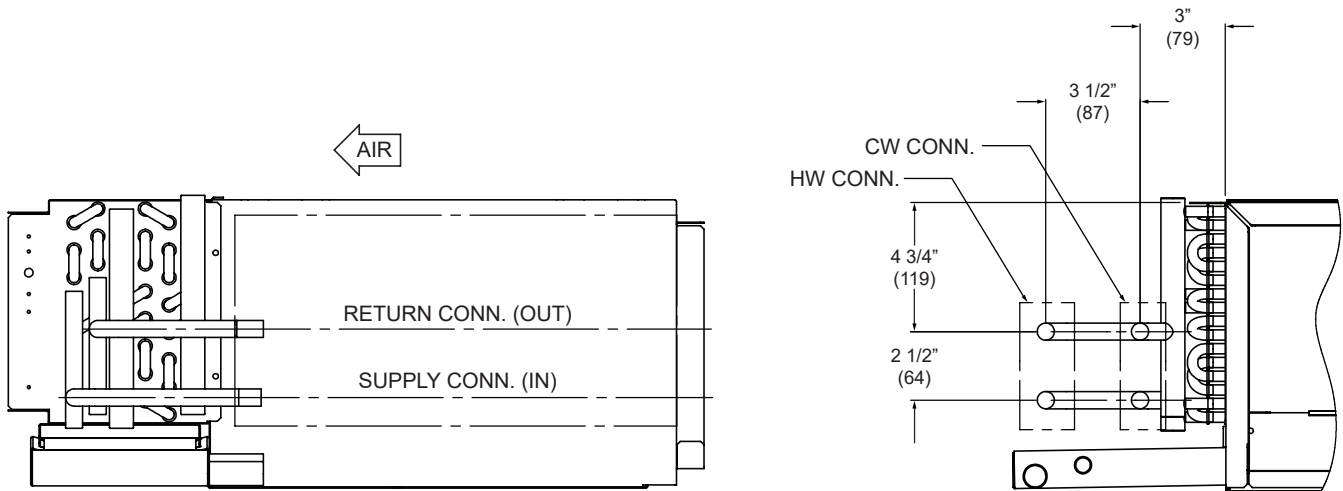 AIR
RETURN CONN. (OUT)
SUPPLY CONN. (IN)
3”
(79)
3 1/2”
(87)
CW CONN.
HW CONN.
4 3/4”
(119)
2 1/2”
(64)